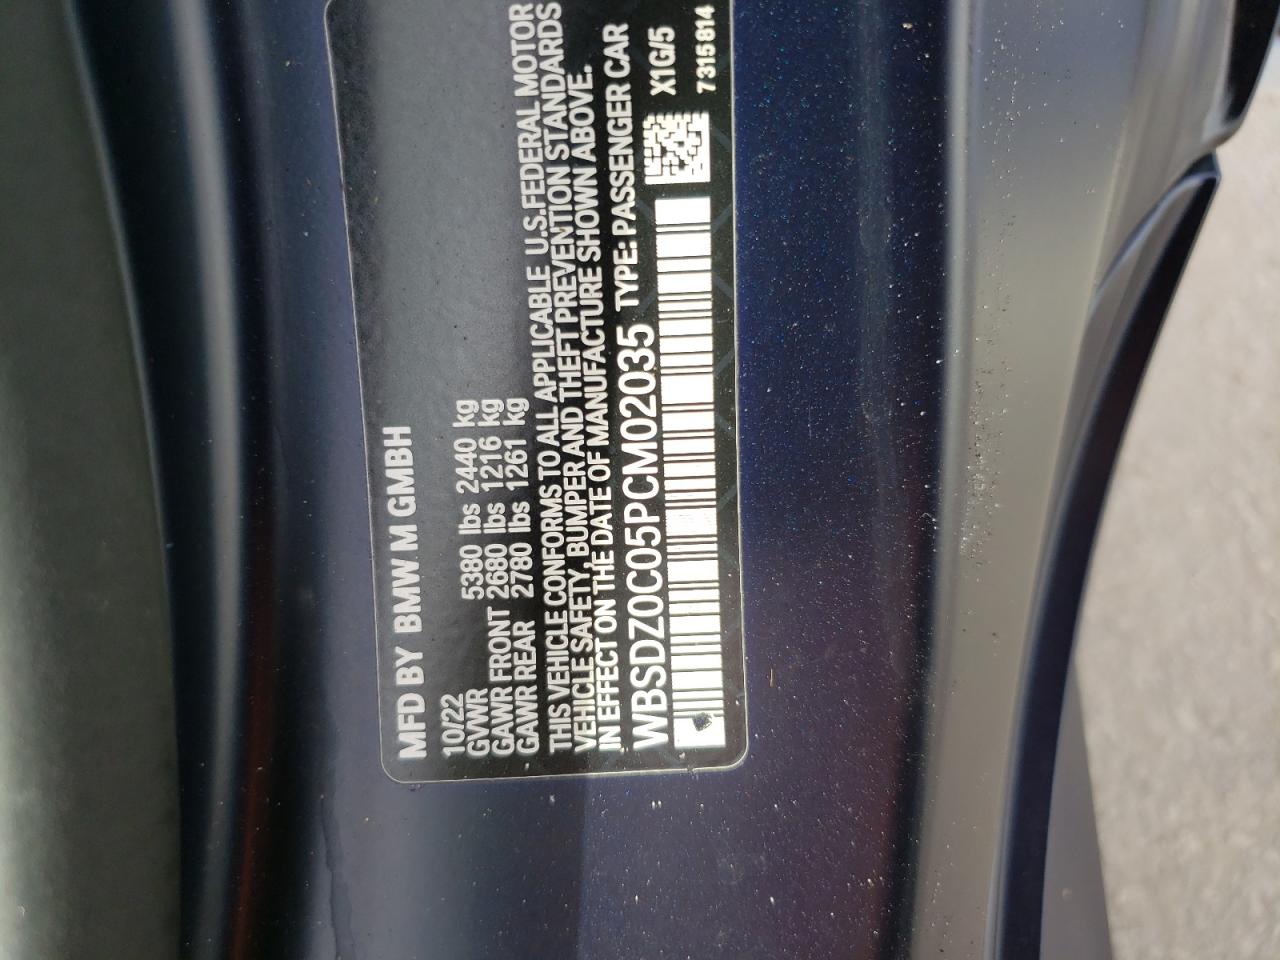 MFD BY BMW M GMBH
10/22
GVWR 5380 lbs 2440 kg
GAWR FRONT 2680 lbs 1216 kg
GAWR REAR 2780 lbs 1261 kg
THIS VEHICLE CONFORMS TO ALL APPLICABLE U.S.FEDERAL MOTOR
VEHICLE SAFETY, BUMPER AND THEFT PREVENTION STANDARDS
IN EFFECT ON THE DATE OF MANUFACTURE SHOWN ABOVE.
WBSDZ0C05PCM02035 TYPE: PASSENGER CAR
X1G/5
7315814